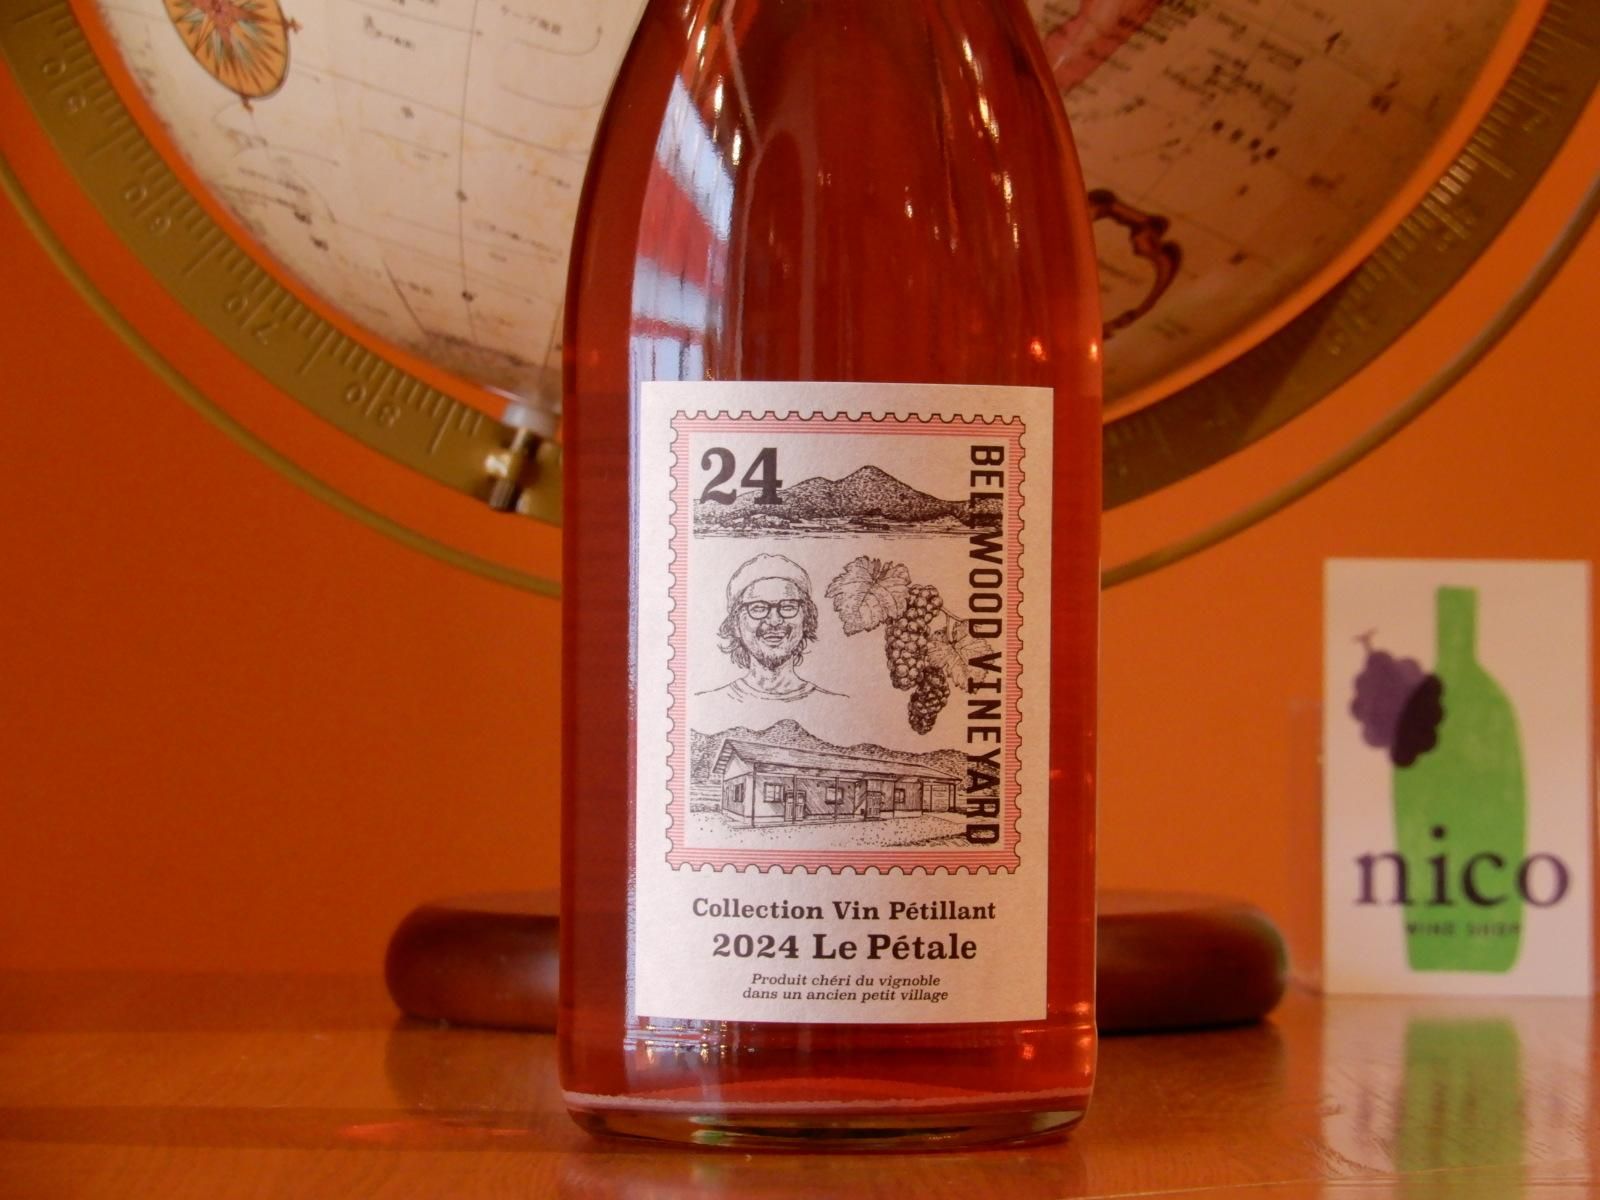 24
BELLWOOD VINEYARD
Collection Vin Pétillant
2024 Le Pétale
Produit chéri du vignoble
dans un ancien petit village
nico
WINE SHOP